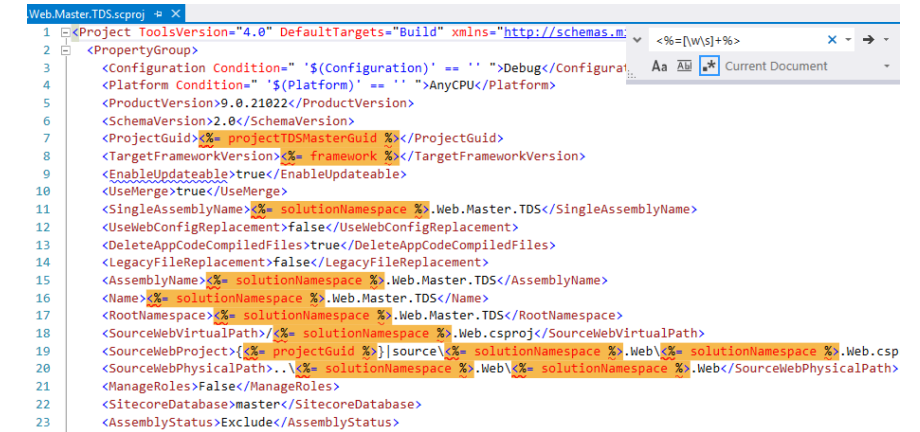 .Web.Master.TDS.scproj
<%=[\w\s]+%>
Aa Ab| .* Current Document
1 <Project ToolsVersion="4.0" DefaultTargets="Build" xmlns="http://schemas.mi
2 <PropertyGroup>
3 <Configuration Condition=" '$(Configuration)' == '' ">Debug</Configurat
4 <Platform Condition=" '$(Platform)' == '' ">AnyCPU</Platform>
5 <ProductVersion>9.0.21022</ProductVersion>
6 <SchemaVersion>2.0</SchemaVersion>
7 <ProjectGuid><%= projectTDSMasterGuid %></ProjectGuid>
8 <TargetFrameworkVersion><%= framework %></TargetFrameworkVersion>
9 <EnableUpdateable>true</EnableUpdateable>
10 <UseMerge>true</UseMerge>
11 <SingleAssemblyName><%= solutionNamespace %>.Web.Master.TDS</SingleAssemblyName>
12 <UseWebConfigReplacement>false</UseWebConfigReplacement>
13 <DeleteAppCodeCompiledFiles>true</DeleteAppCodeCompiledFiles>
14 <LegacyFileReplacement>false</LegacyFileReplacement>
15 <AssemblyName><%= solutionNamespace %>.Web.Master.TDS</AssemblyName>
16 <Name><%= solutionNamespace %>.Web.Master.TDS</Name>
17 <RootNamespace><%= solutionNamespace %>.Web.Master.TDS</RootNamespace>
18 <SourceWebVirtualPath>/<%= solutionNamespace %>.Web.csproj</SourceWebVirtualPath>
19 <SourceWebProject>{<%= projectGuid %>}|source\<%= solutionNamespace %>.Web\<%= solutionNamespace %>.Web.csp
20 <SourceWebPhysicalPath>..\<%= solutionNamespace %>.Web\<%= solutionNamespace %>.Web</SourceWebPhysicalPath>
21 <ManageRoles>False</ManageRoles>
22 <SitecoreDatabase>master</SitecoreDatabase>
23 <AssemblyStatus>Exclude</AssemblyStatus>